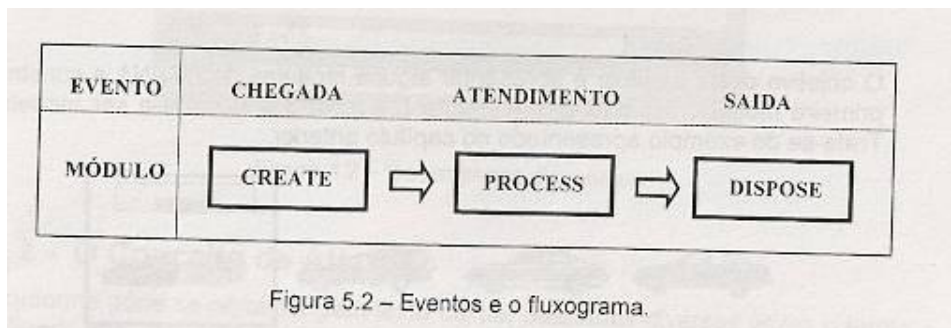 EVENTO CHEGADA ATENDIMENTO SAIDA
MÓDULO CREATE PROCESS DISPOSE
Figura 5.2 – Eventos e o fluxograma.